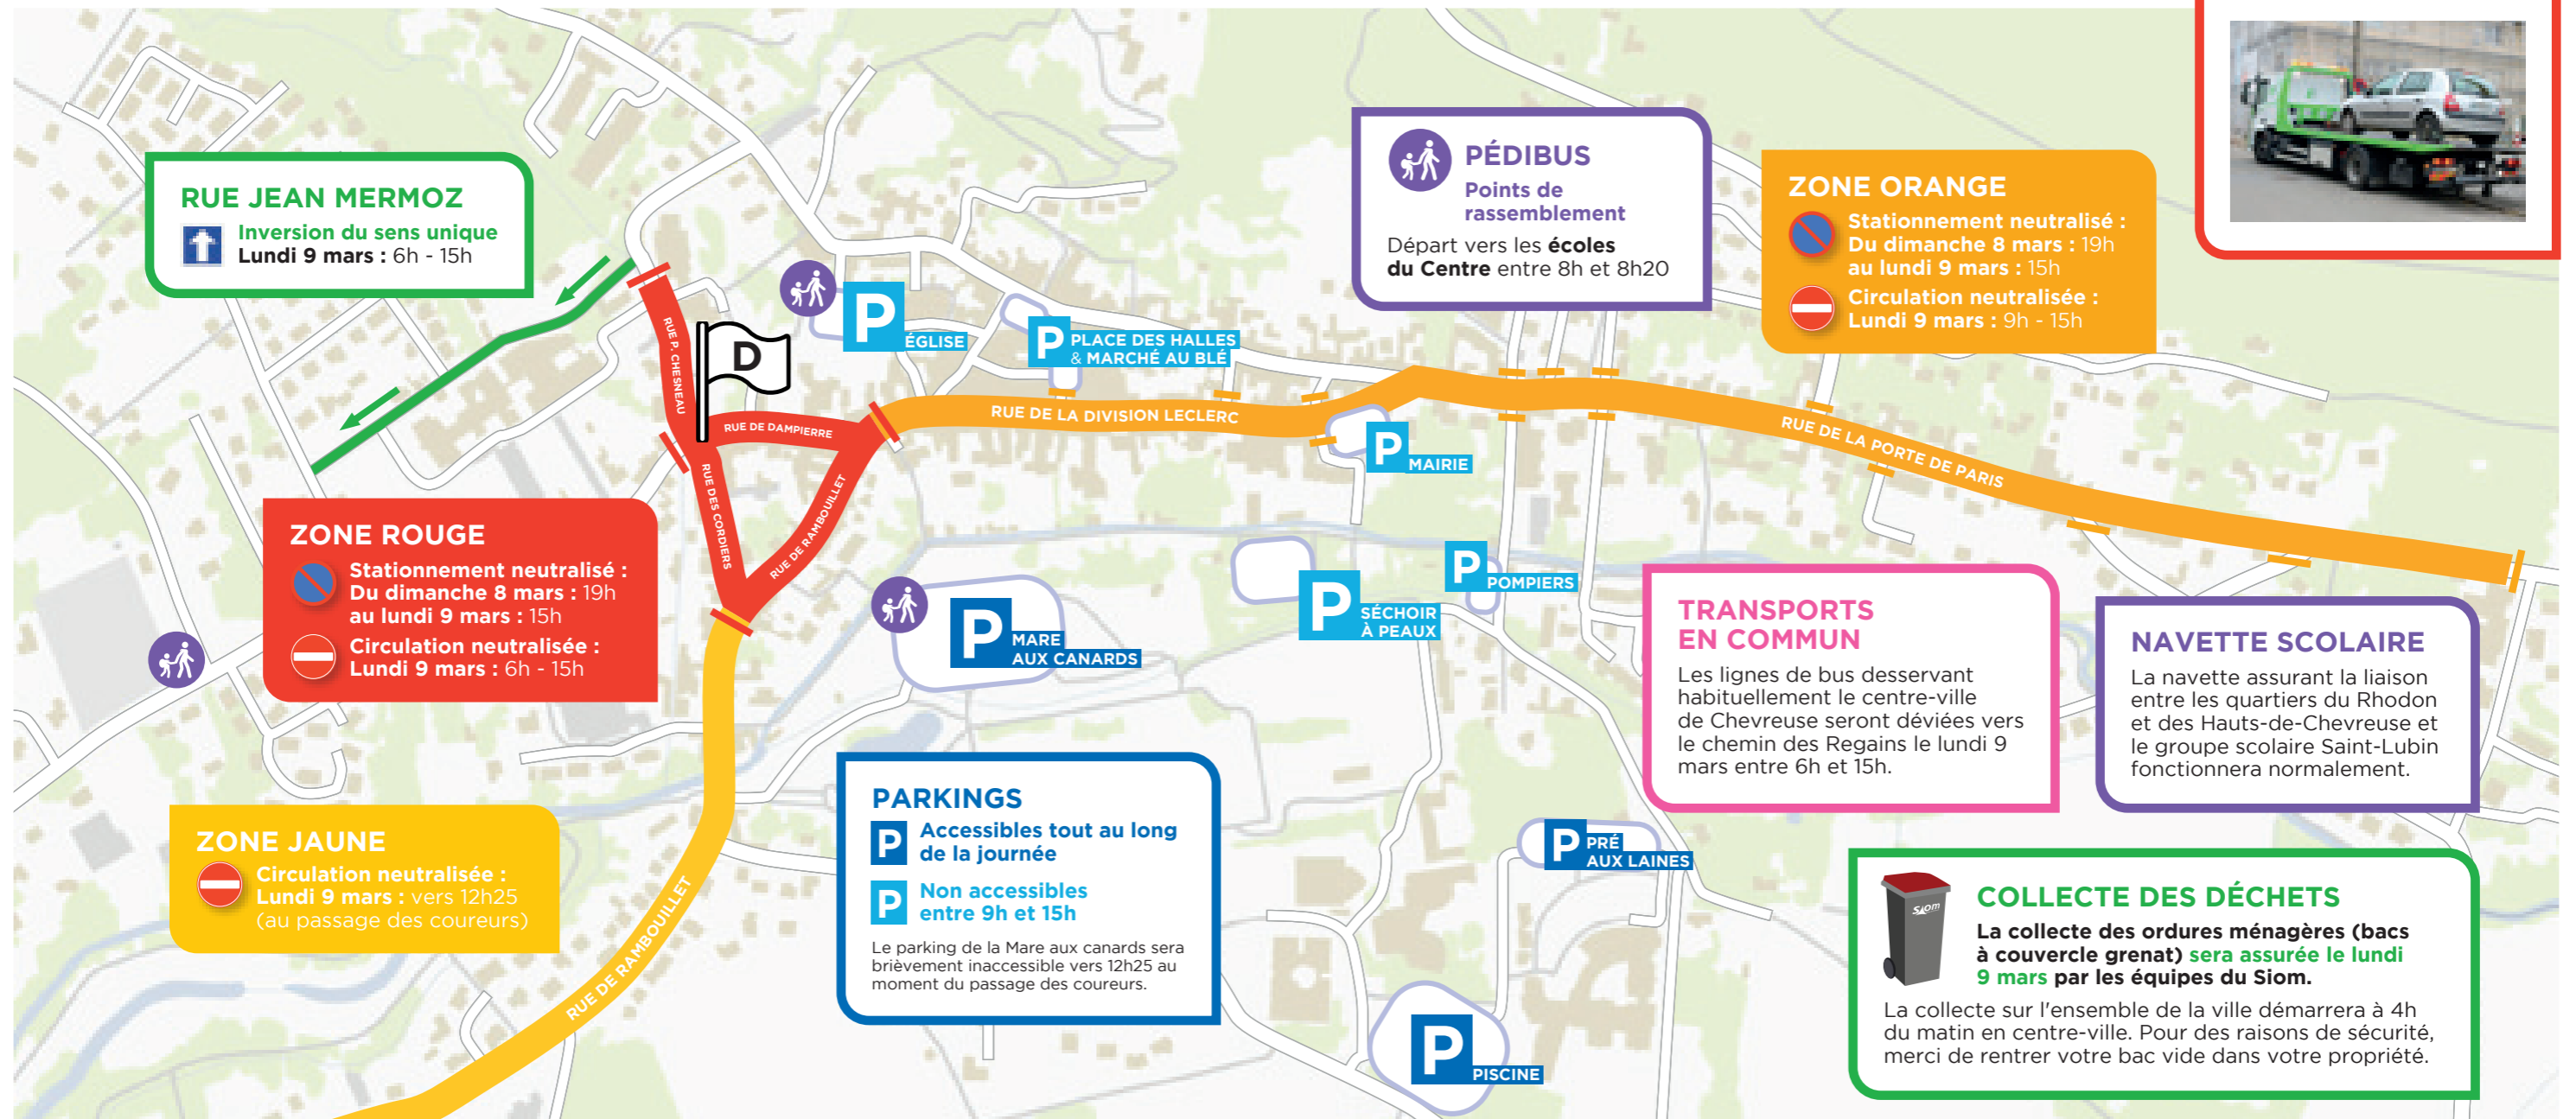 RUE JEAN MERMOZ
Inversion du sens unique
Lundi 9 mars : 6h - 15h
PÉDIBUS
Points de
rassemblement
Départ vers les écoles
du Centre entre 8h et 8h20
ZONE ORANGE
Stationnement neutralisé :
Du dimanche 8 mars : 19h
au lundi 9 mars : 15h
Circulation neutralisée :
Lundi 9 mars : 9h - 15h
RUE P. CHESNEAU
D
P ÉGLISE
P PLACE DES HALLES
& MARCHÉ AU BLÉ
RUE DE DAMPIERRE
RUE DE LA DIVISION LECLERC
P MAIRIE
RUE DE LA PORTE DE PARIS
RUE DES CORDIERS
RUE DE RAMBOUILLET
ZONE ROUGE
Stationnement neutralisé :
Du dimanche 8 mars : 19h
au lundi 9 mars : 15h
Circulation neutralisée :
Lundi 9 mars : 6h - 15h
P MARE
AUX CANARDS
P SÉCHOIR
À PEAUX
P POMPIERS
TRANSPORTS
EN COMMUN
Les lignes de bus desservant
habituellement le centre-ville
de Chevreuse seront déviées vers
le chemin des Regains le lundi 9
mars entre 6h et 15h.
NAVETTE SCOLAIRE
La navette assurant la liaison
entre les quartiers du Rhodon
et des Hauts-de-Chevreuse et
le groupe scolaire Saint-Lubin
fonctionnera normalement.
ZONE JAUNE
Circulation neutralisée :
Lundi 9 mars : vers 12h25
(au passage des coureurs)
RUE DE RAMBOUILLET
PARKINGS
P Accessibles tout au long
de la journée
P Non accessibles
entre 9h et 15h
Le parking de la Mare aux canards sera
brièvement inaccessible vers 12h25 au
moment du passage des coureurs.
P PRÉ
AUX LAINES
P PISCINE
Siom
COLLECTE DES DÉCHETS
La collecte des ordures ménagères (bacs
à couvercle grenat) sera assurée le lundi
9 mars par les équipes du Siom.
La collecte sur l'ensemble de la ville démarrera à 4h
du matin en centre-ville. Pour des raisons de sécurité,
merci de rentrer votre bac vide dans votre propriété.